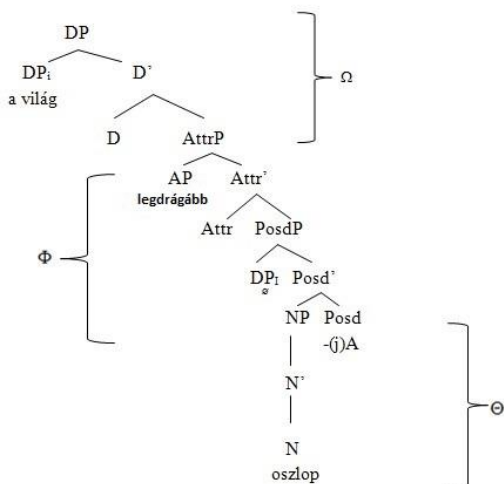 DP
DPi D'
Ω
a világ
D AttrP
AP Attr'
legdrágább
Attr PosdP
Φ
DPI Posd'
ø
NP Posd
-(j)A
N'
Θ
N
oszlop